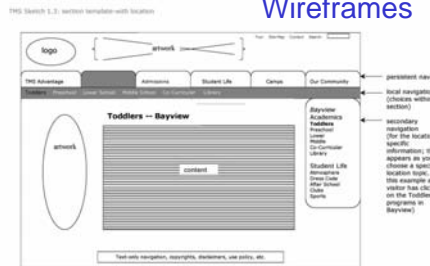 Wireframes
TMS Sketch 1.3: section template-with location
logo
artwork
Tour Site Map Contact Search
TMS Advantage
Admissions
Student Life
Camps
Our Community
persistent nav
Toddlers Preschool Lower School Middle School Co-Curricular Library
local navigation
(choices within
section)
Toddlers -- Bayview
artwork
content
Bayview
Academics
Toddlers
Preschool
Lower
Middle
Co-Curricular
Library
Student Life
Atmosphere
Dress Code
After School
Clubs
Sports
secondary
navigation
(for the location
specific
information;
appears as you
choose a
location topic.
this example a
visitor has
on the Toddler
programs in
Bayview)
Text-only navigation, copyrights, disclaimers, use policy, etc.